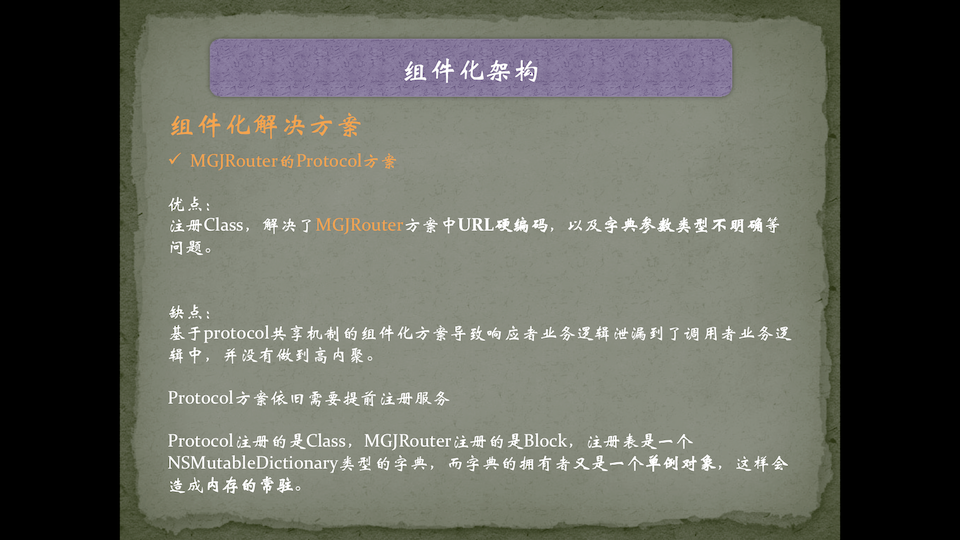 组件化架构
组件化解决方案
✓ MGJRouter的Protocol方案
优点：
注册Class，解决了MGJRouter方案中URL硬编码，以及字典参数类型不明确等
问题。
缺点：
基于protocol共享机制的组件化方案导致响应者业务逻辑泄漏到了调用者业务逻
辑中，并没有做到高内聚。
Protocol方案依旧需要提前注册服务
Protocol注册的是Class，MGJRouter注册的是Block，注册表是一个
NSMutableDictionary类型的字典，而字典的拥有者又是一个单例对象，这样会
造成内存的常驻。